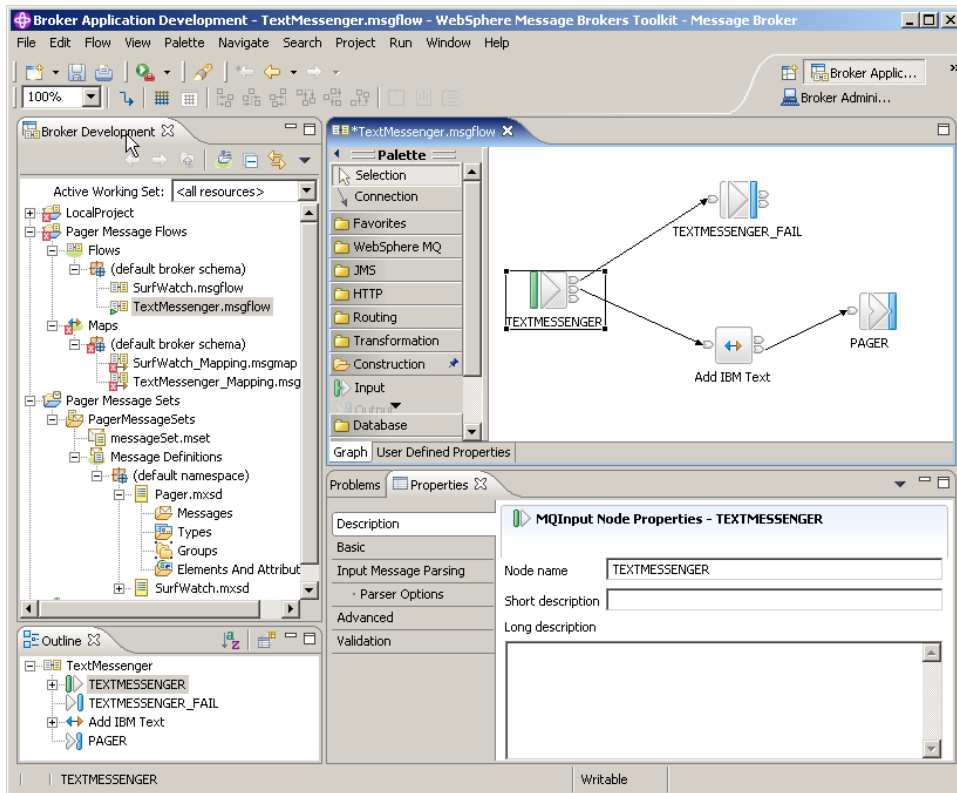 Broker Application Development - TextMessenger.msgflow - WebSphere Message Brokers Toolkit - Message Broker
File Edit Flow View Palette Navigate Search Project Run Window Help
Broker Applic...
100%
Broker Admini...
Broker Development
Active Working Set: <all resources>
LocalProject
Pager Message Flows
Flows
(default broker schema)
SurfWatch.msgflow
TextMessenger.msgflow
Maps
(default broker schema)
SurfWatch_Mapping.msgmap
TextMessenger_Mapping.msg
Pager Message Sets
PagerMessageSets
messageSet.mset
Message Definitions
(default namespace)
Pager.mxsd
Messages
Types
Groups
Elements And Attribut
SurfWatch.mxsd
Outline
TextMessenger
TEXTMESSENGER
TEXTMESSENGER_FAIL
Add IBM Text
PAGER
*TextMessenger.msgflow
Palette
Selection
Connection
Favorites
WebSphere MQ
JMS
HTTP
Routing
Transformation
Construction
Input
Output
Database
TEXTMESSENGER_FAIL
TEXTMESSENGER
Add IBM Text
PAGER
Graph User Defined Properties
Problems Properties
Description
Basic
Input Message Parsing
· Parser Options
Advanced
Validation
MQInput Node Properties - TEXTMESSENGER
Node name TEXTMESSENGER
Short description
Long description
TEXTMESSENGER
Writable